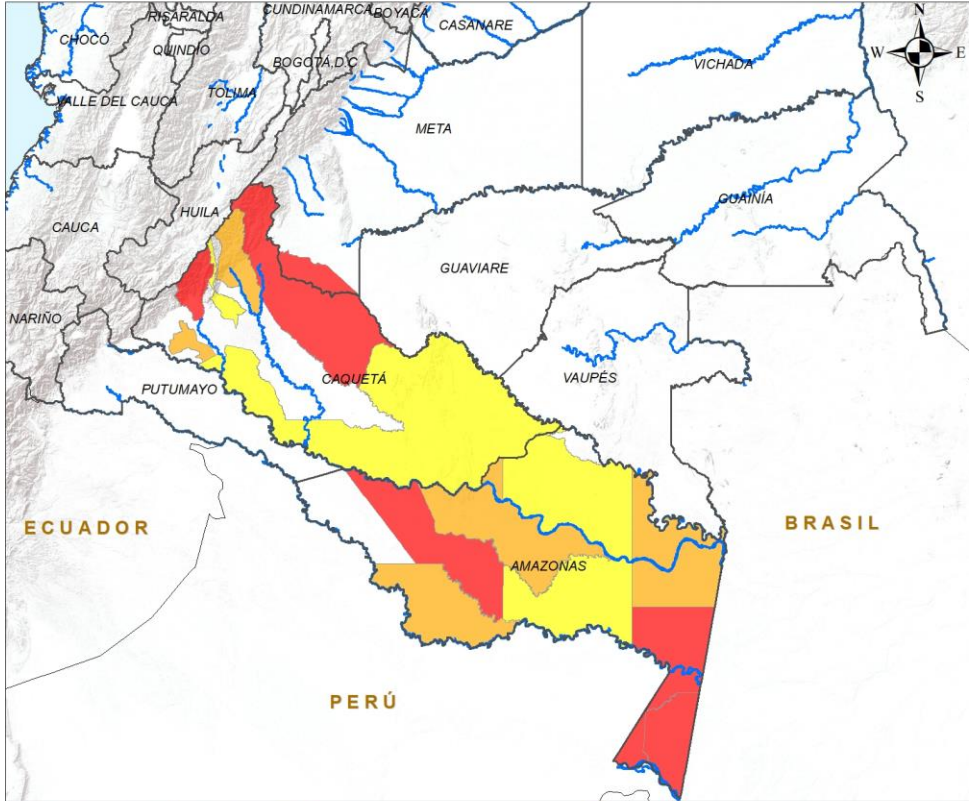 CUNDINAMARCA
BOYACÁ
RISARALDA
CASANARE
N
CHOCÓ
QUINDÍO
BOGOTÁ,D.C
VICHADA
W
E
S
VALLE DEL CAUCA
TOLIMA
META
HUILA
GUAINÍA
CAUCA
GUAVIARE
NARIÑO
CAQUETÁ
VAUPÉS
PUTUMAYO
ECUADOR
BRASIL
AMAZONAS
PERÚ